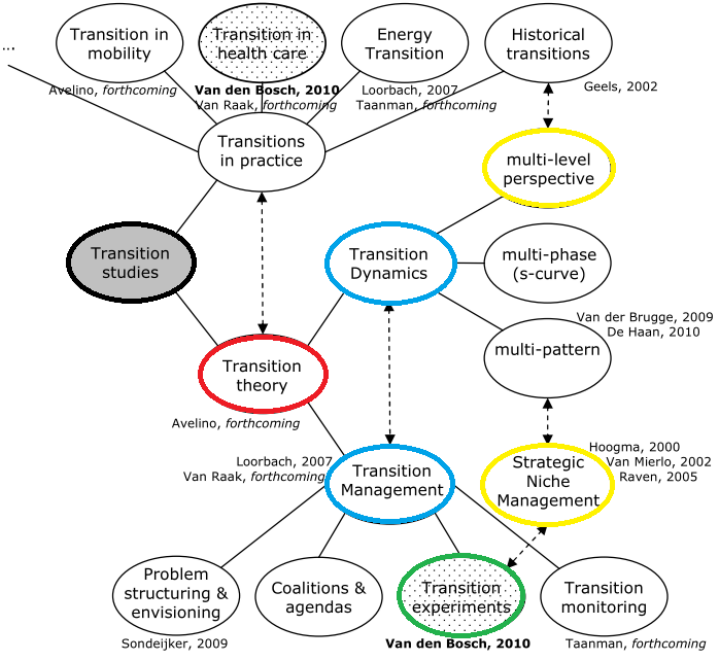 ...
Transition in
mobility
Transition in
health care
Energy
Transition
Historical
transitions
Avelino, forthcoming
Van den Bosch, 2010
Van Raak, forthcoming
Loorbach, 2007
Taanman, forthcoming
Geels, 2002
Transitions
in practice
multi-level
perspective
Transition
studies
Transition
Dynamics
multi-phase
(s-curve)
Van der Brugge, 2009
De Haan, 2010
multi-pattern
Transition
theory
Avelino, forthcoming
Loorbach, 2007
Van Raak, forthcoming
Transition
Management
Hoogma, 2000
Van Mierlo, 2002
Raven, 2005
Strategic
Niche
Management
Problem
structuring &
envisioning
Coalitions &
agendas
Transition
experiments
Transition
monitoring
Sondeijker, 2009
Van den Bosch, 2010
Taanman, forthcoming